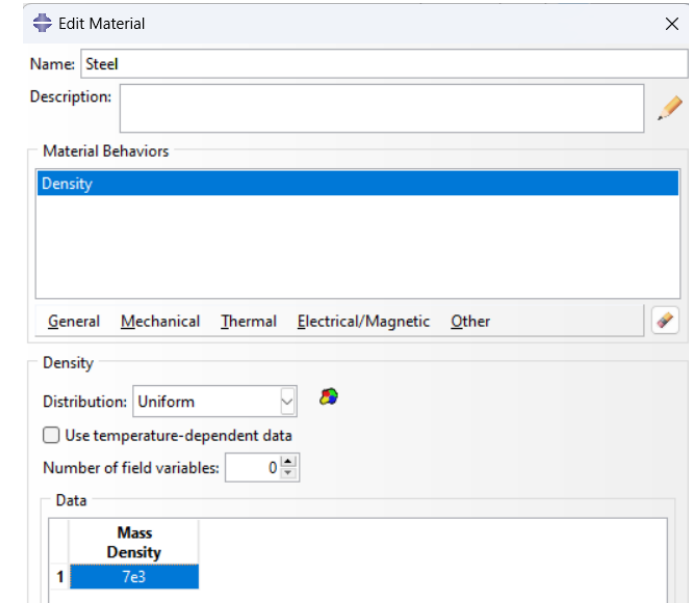 Edit Material
Name: Steel
Description:
Material Behaviors
Density
General Mechanical Thermal Electrical/Magnetic Other
Density
Distribution: Uniform
Use temperature-dependent data
Number of field variables: 0
Data
Mass
Density
1 7e3